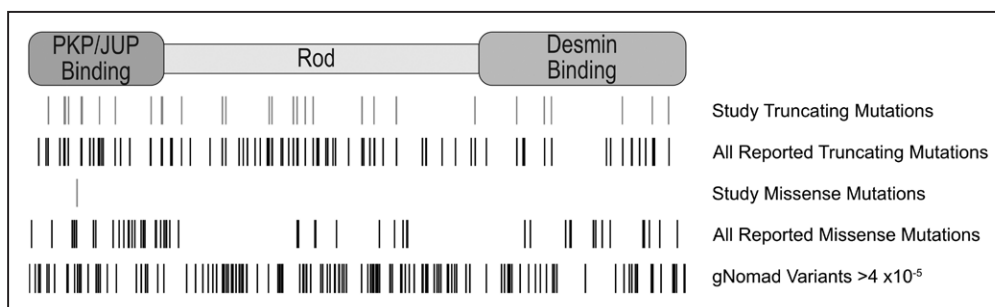 PKP/JUP
Binding
Rod
Desmin
Binding
Study Truncating Mutations
All Reported Truncating Mutations
Study Missense Mutations
All Reported Missense Mutations
gNomad Variants >4 x10⁻⁵